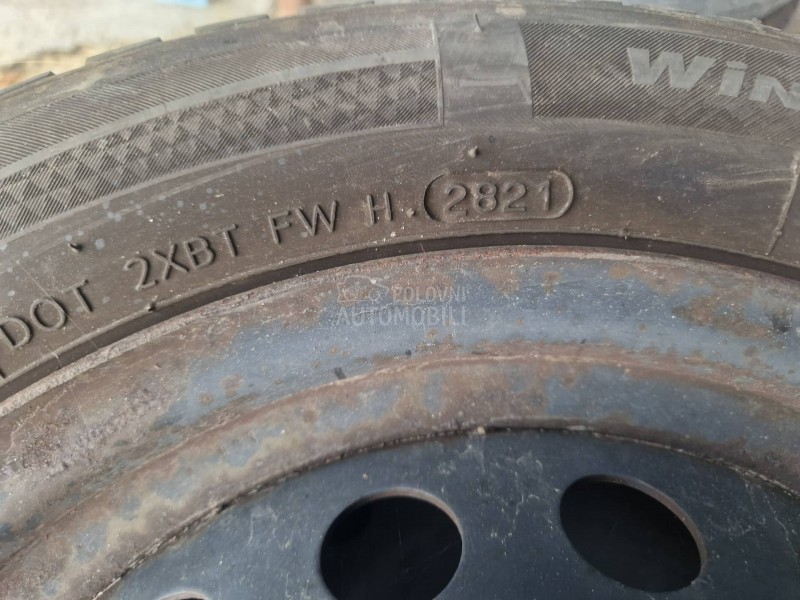 WiN
DOT 2XBT FW H. 2821
POLOVNI
AUTOMOBILI